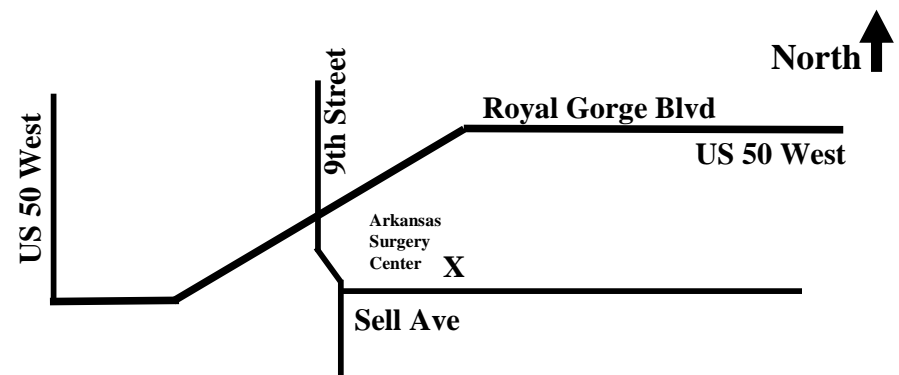 North
9th Street
Royal Gorge Blvd
US 50 West
US 50 West
Arkansas
Surgery
Center
X
Sell Ave